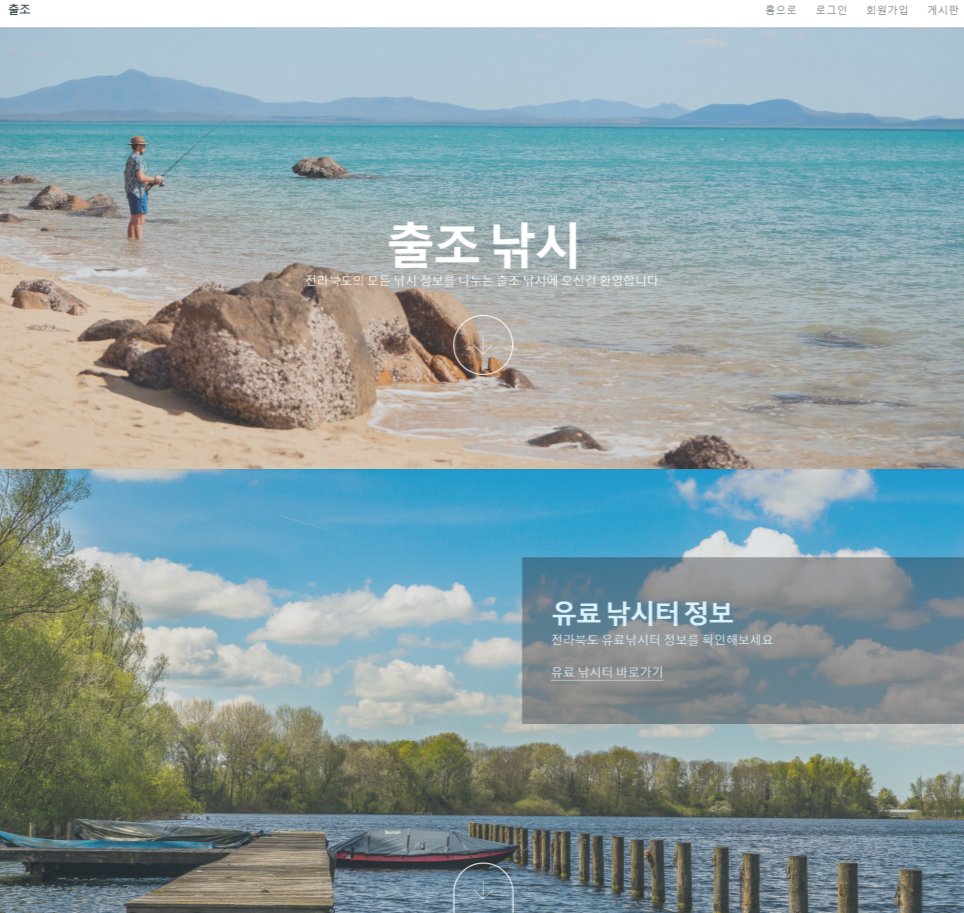 출조
홈으로 로그인 회원가입 게시판
출조 낚시
전라북도의 모든 낚시 정보를 나누는 출조 낚시에 오신걸 환영합니다
유료 낚시터 정보
전라북도 유료낚시터 정보를 확인해보세요
유료 낚시터 바로가기